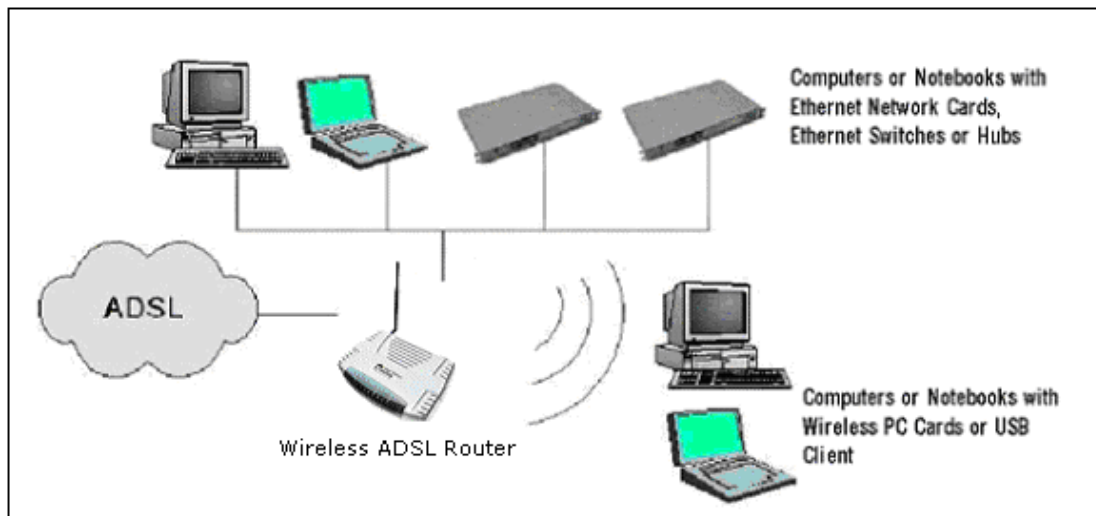 Computers or Notebooks with
Ethernet Network Cards,
Ethernet Switches or Hubs
ADSL
Wireless ADSL Router
Computers or Notebooks with
Wireless PC Cards or USB
Client